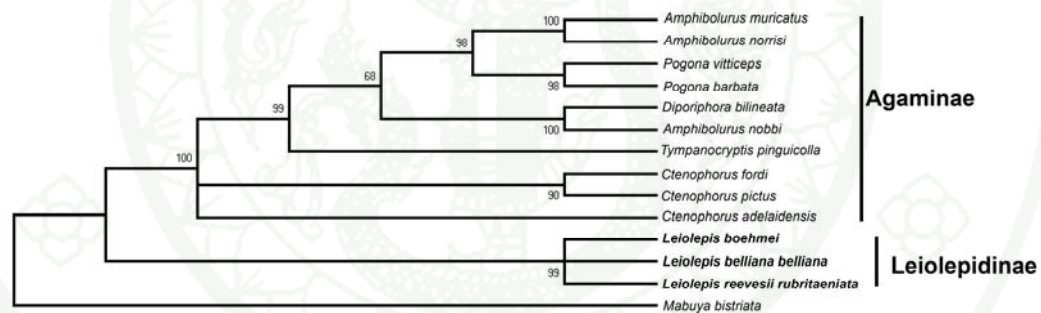 100
Amphibolurus muricatus
98
Amphibolurus norrisi
Pogona vitticeps
68
98
Pogona barbata
Agaminae
Diporiphora bilineata
99
100
Amphibolurus nobbi
Tympanocryptis pinguicolla
100
Ctenophorus fordi
90
Ctenophorus pictus
Ctenophorus adelaidensis
Leiolepis boehmei
Leiolepis belliana belliana
Leiolepidinae
99
Leiolepis reevesii rubritaeniata
Mabuya bistriata